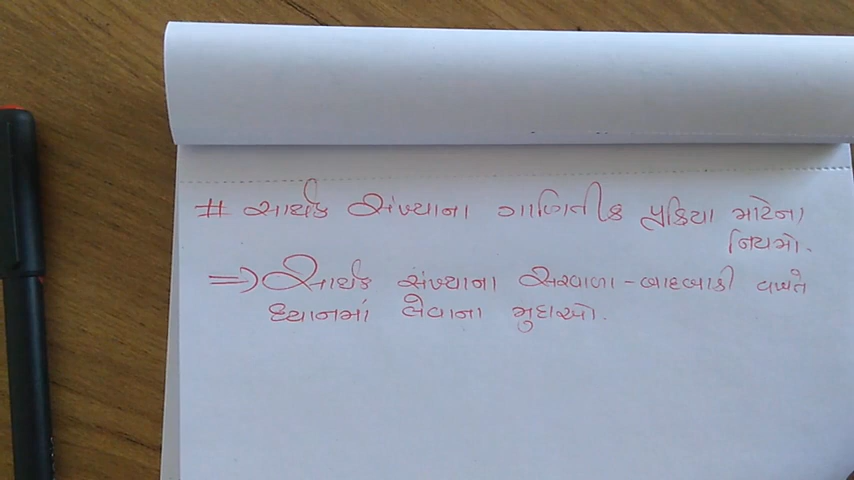 # સાર્થક સંખ્યાના ગાણિતીક પ્રક્રિયા માટેના
નિયમો.
=> સાર્થક સંખ્યાના સરવાળા - બાદબાકી વખતે
ધ્યાનમાં લેવાના મુદાઓ.